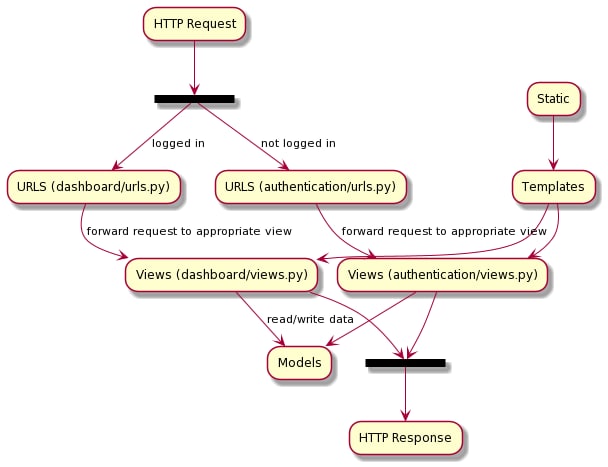 HTTP Request
Static
logged in
not logged in
URLS (dashboard/urls.py)
URLS (authentication/urls.py)
Templates
forward request to appropriate view
forward request to appropriate view
Views (dashboard/views.py)
Views (authentication/views.py)
read/write data
Models
HTTP Response